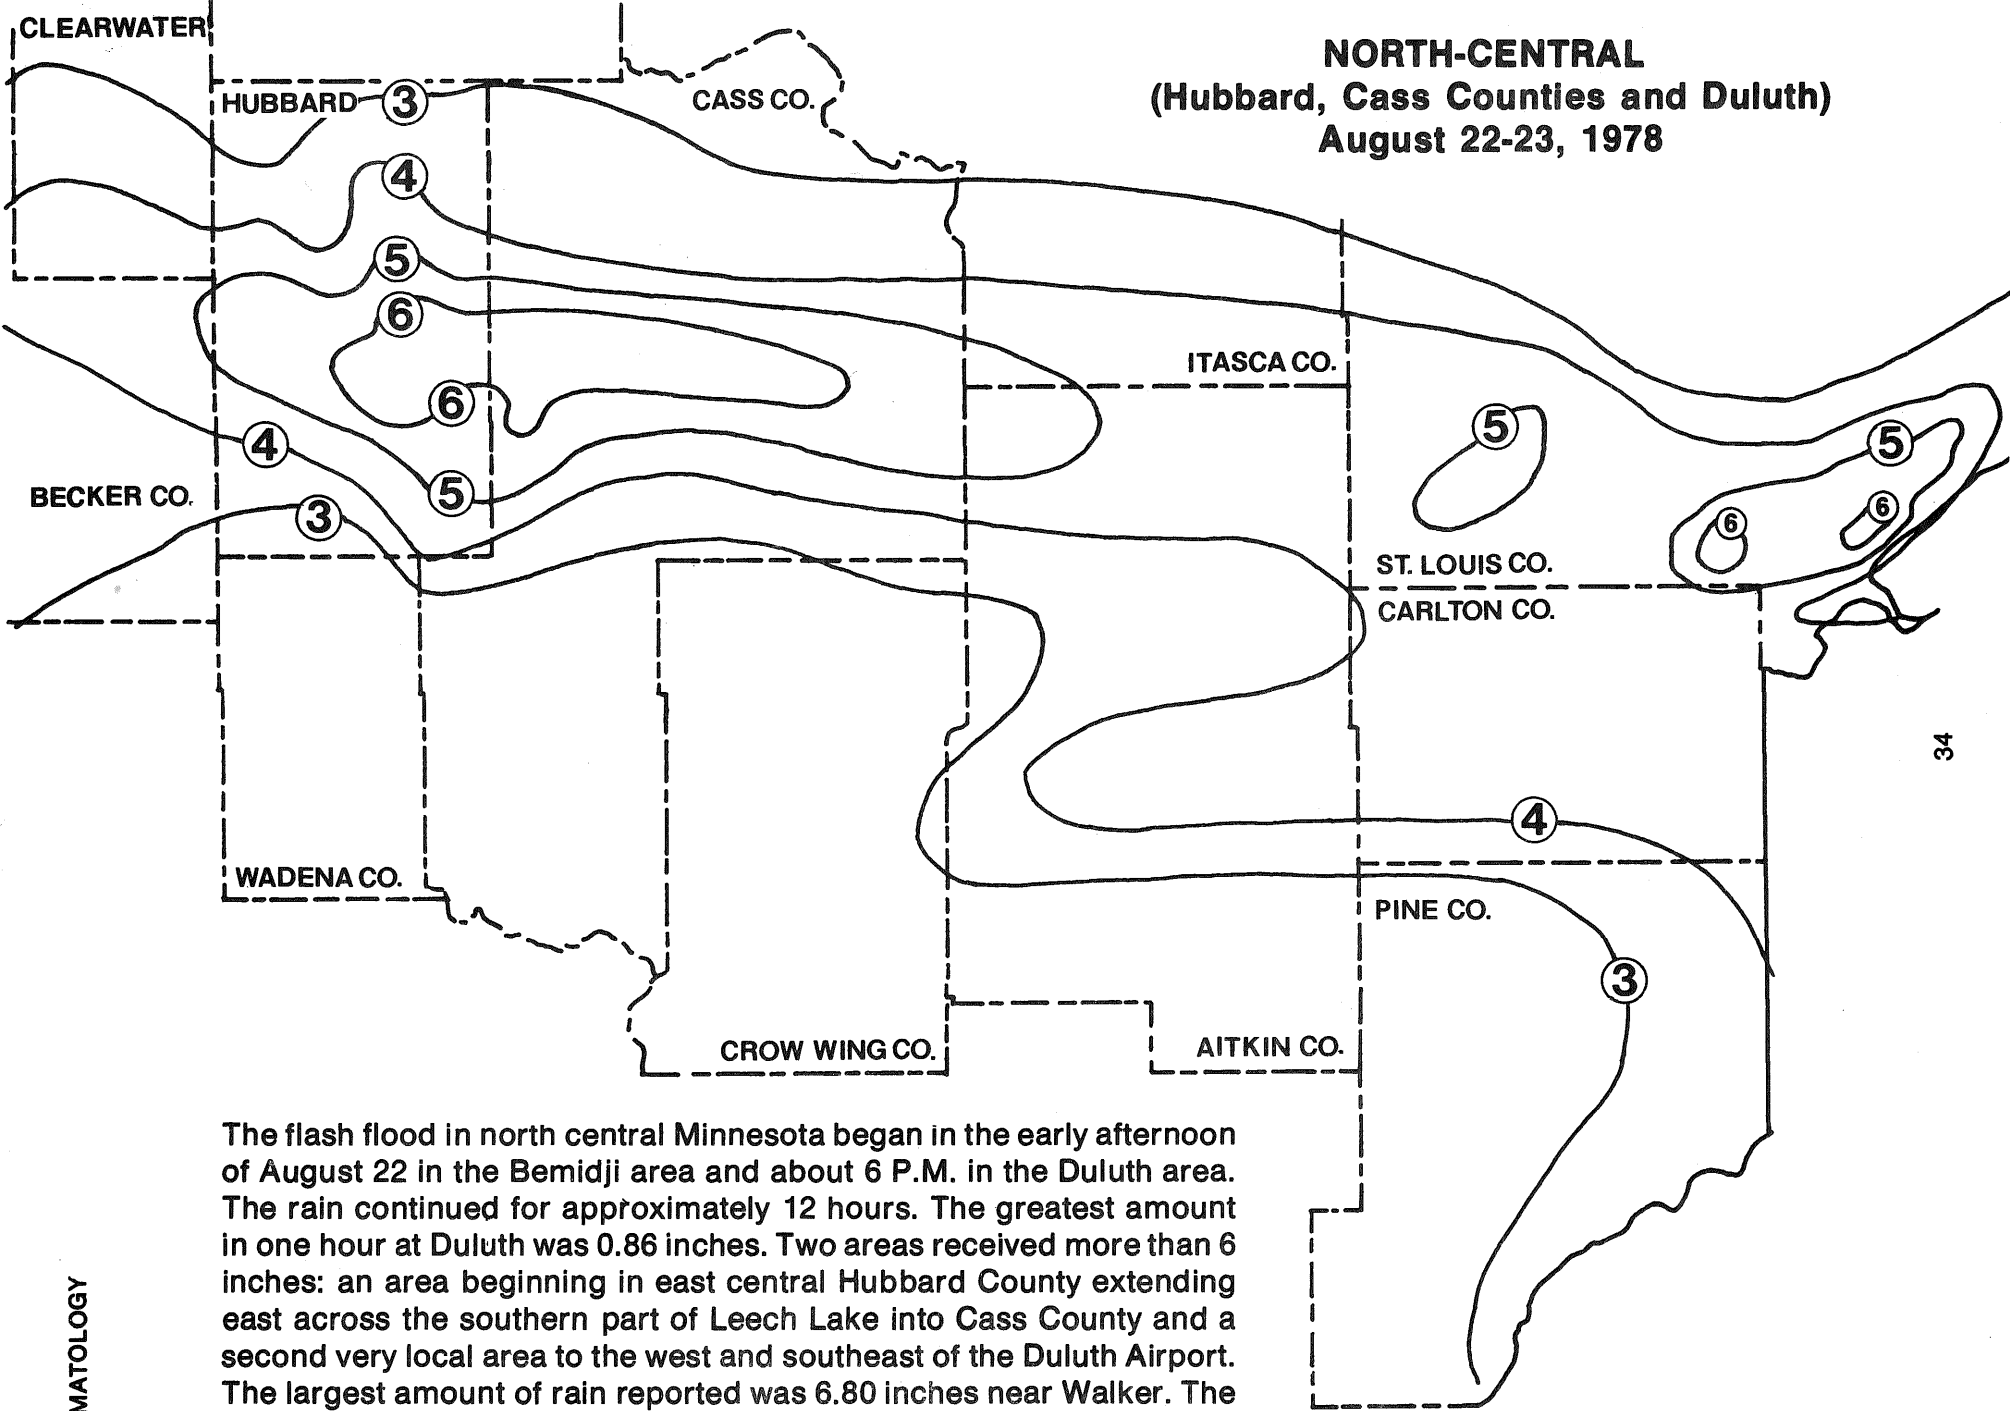 NORTH-CENTRAL
(Hubbard, Cass Counties and Duluth)
August 22-23, 1978
CLEARWATER
HUBBARD
3
CASS CO.
4
5
6
ITASCA CO.
6
5
4
5
BECKER CO.
5
3
6
6
ST. LOUIS CO.
CARLTON CO.
34
4
WADENA CO.
PINE CO.
3
CROW WING CO.
AITKIN CO.
The flash flood in north central Minnesota began in the early afternoon
of August 22 in the Bemidji area and about 6 P.M. in the Duluth area.
The rain continued for approximately 12 hours. The greatest amount
in one hour at Duluth was 0.86 inches. Two areas received more than 6
inches: an area beginning in east central Hubbard County extending
east across the southern part of Leech Lake into Cass County and a
second very local area to the west and southeast of the Duluth Airport.
The largest amount of rain reported was 6.80 inches near Walker. The
MATOLOGY